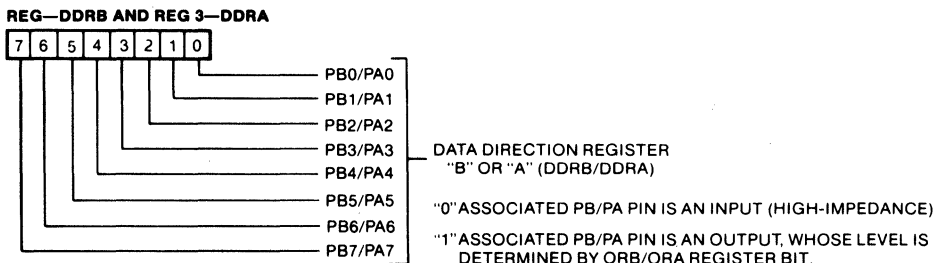 REG—DDRB AND REG 3—DDRA
7 6 5 4 3 2 1 0
PB0/PA0
PB1/PA1
PB2/PA2
PB3/PA3
PB4/PA4
PB5/PA5
PB6/PA6
PB7/PA7
DATA DIRECTION REGISTER
"B" OR "A" (DDRB/DDRA)
"0" ASSOCIATED PB/PA PIN IS AN INPUT (HIGH-IMPEDANCE)
"1" ASSOCIATED PB/PA PIN IS AN OUTPUT, WHOSE LEVEL IS
DETERMINED BY ORB/ORA REGISTER BIT.